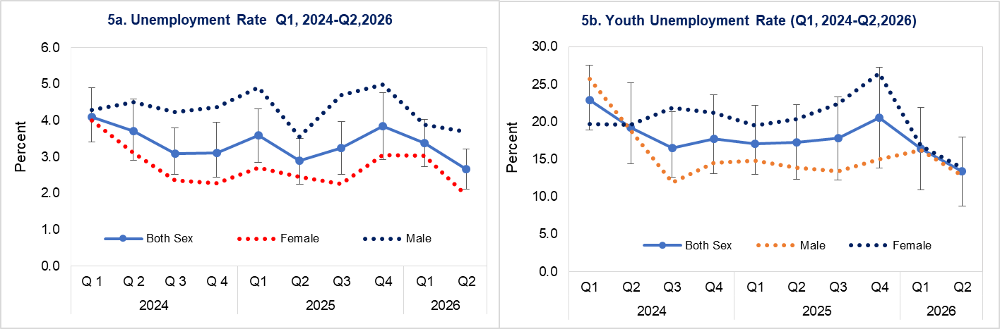 5a. Unemployment Rate Q1, 2024-Q2,2026
6.0
5.0
4.0
3.0
2.0
1.0
0.0
Percent
Both Sex Female Male
Q 1 Q 2 Q 3 Q 4 Q1 Q2 Q3 Q4 Q1 Q2
2024 2025 2026
5b. Youth Unemployment Rate (Q1, 2024-Q2,2026)
30.0
25.0
20.0
15.0
10.0
5.0
0.0
Percent
Both Sex Male Female
Q1 Q2 Q3 Q4 Q1 Q2 Q3 Q4 Q1 Q2
2024 2025 2026